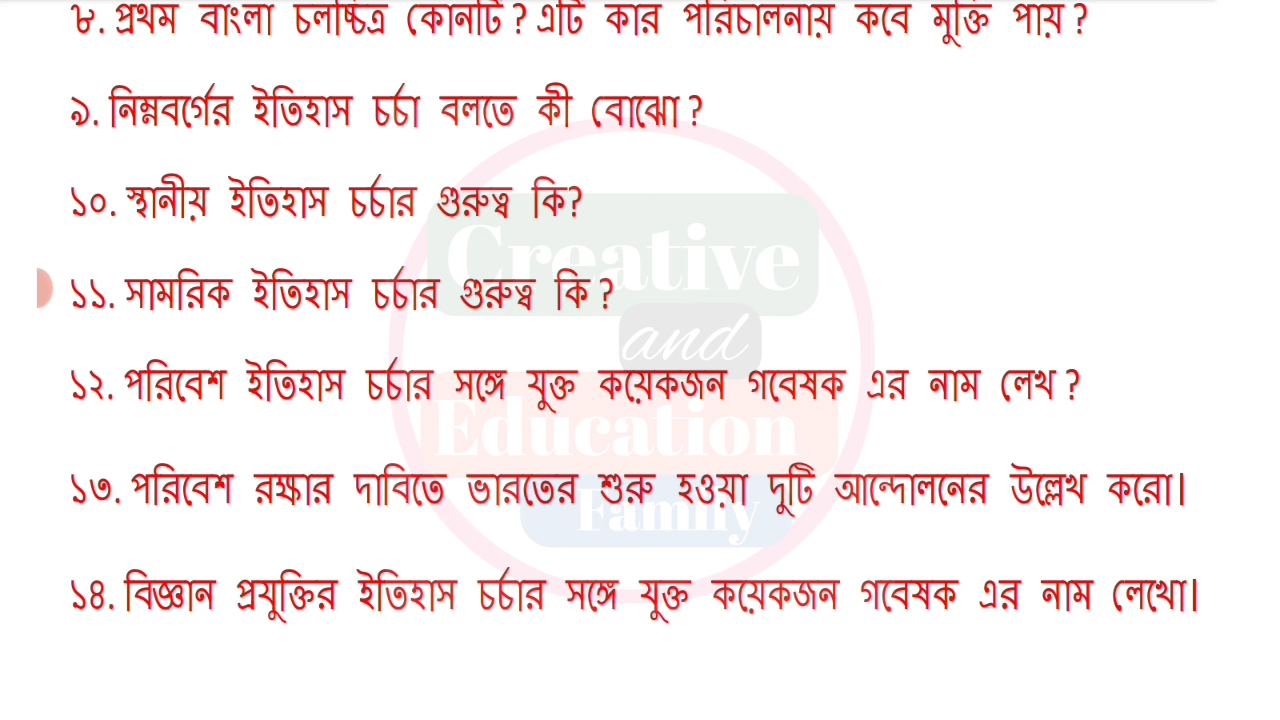 ৮. প্রথম বাংলা চলচ্চিত্র কোনটি ? এটি কার পরিচালনায় কবে মুক্তি পায় ?
৯. নিম্নবর্গের ইতিহাস চর্চা বলতে কী বোঝো ?
১০. স্থানীয় ইতিহাস চর্চার গুরুত্ব কি?
Creative
১১. সামরিক ইতিহাস চর্চার গুরুত্ব কি ?
and
১২. পরিবেশ ইতিহাস চর্চার সঙ্গে যুক্ত কয়েকজন গবেষক এর নাম লেখ ?
Education
১৩. পরিবেশ রক্ষার দাবিতে ভারতের শুরু হওয়া দুটি আন্দোলনের উল্লেখ করো।
Family
১৪. বিজ্ঞান প্রযুক্তির ইতিহাস চর্চার সঙ্গে যুক্ত কয়েকজন গবেষক এর নাম লেখো।